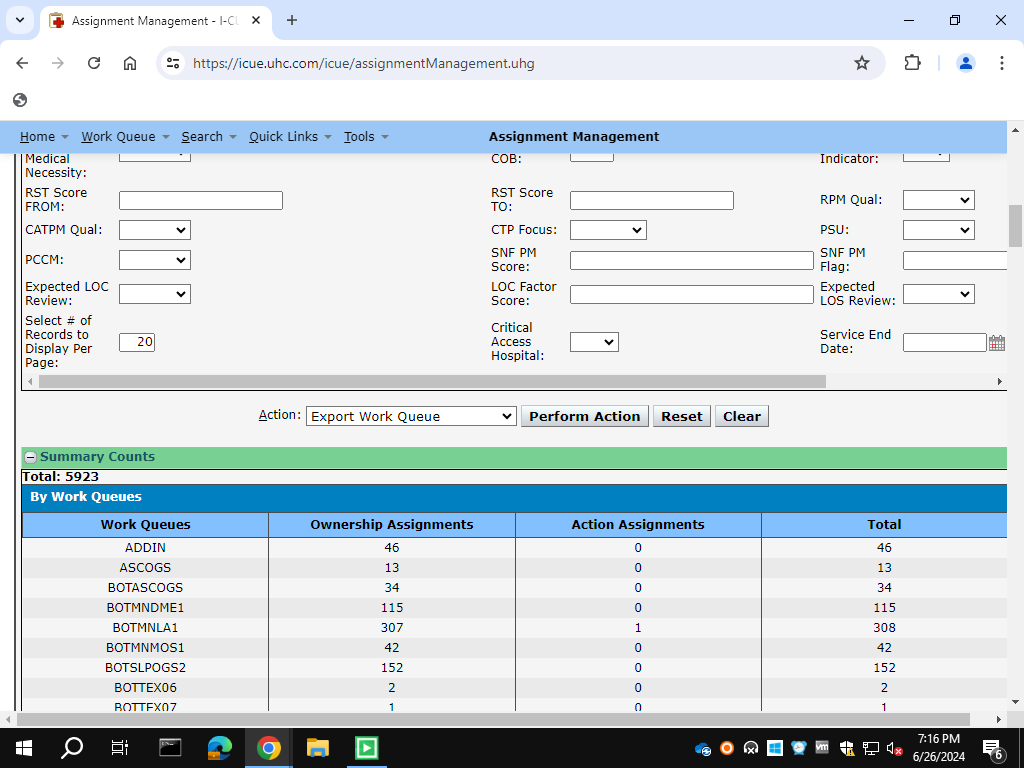 Assignment Management - I-CU
https://icue.uhc.com/icue/assignmentManagement.uhg
Home Work Queue Search Quick Links Tools Assignment Management
Medical Necessity: COB: Indicator:
RST Score FROM: RST Score TO: RPM Qual:
CATPM Qual: CTP Focus: PSU:
PCCM: SNF PM Score: SNF PM Flag:
Expected LOC Review: LOC Factor Score: Expected LOS Review:
Select # of Records to Display Per Page: 20 Critical Access Hospital: Service End Date:
Action: Export Work Queue Perform Action Reset Clear
Summary Counts
Total: 5923
By Work Queues
Work Queues Ownership Assignments Action Assignments Total
ADDIN 46 0 46
ASCOGS 13 0 13
BOTASCOGS 34 0 34
BOTMNDME1 115 0 115
BOTMNLA1 307 1 308
BOTMNMOS1 42 0 42
BOTSLPOGS2 152 0 152
BOTTEX06 2 0 2
BOTTEX07 1 0 1
7:16 PM
6/26/2024
6